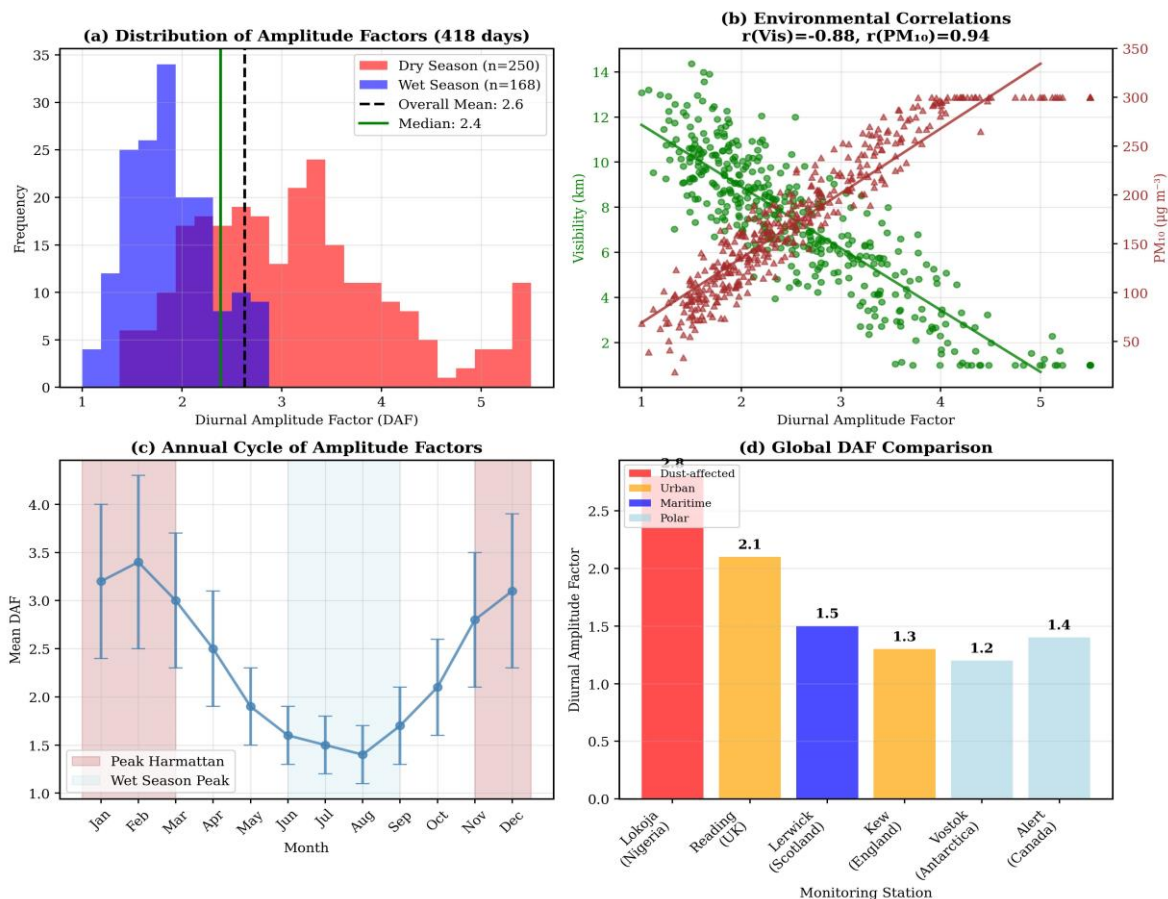 (a) Distribution of Amplitude Factors (418 days)
35
30
25
20
15
10
5
0
Frequency
Dry Season (n=250)
Wet Season (n=168)
Overall Mean: 2.6
Median: 2.4
1 2 3 4 5
Diurnal Amplitude Factor (DAF)
(b) Environmental Correlations
r(Vis)=-0.88, r(PM₁₀)=0.94
14
12
10
8
6
4
2
Visibility (km)
350
300
250
200
150
100
50
PM₁₀ (µg m⁻³)
1 2 3 4 5
Diurnal Amplitude Factor
(c) Annual Cycle of Amplitude Factors
4.0
3.5
3.0
2.5
2.0
1.5
1.0
Mean DAF
Peak Harmattan
Wet Season Peak
Jan Feb Mar Apr May Jun Jul Aug Sep Oct Nov Dec
Month
(d) Global DAF Comparison
2.8
Dust-affected
Urban
Maritime
Polar
2.5
2.0
1.5
1.0
0.5
0.0
Diurnal Amplitude Factor
2.1
1.5
1.3
1.2
1.4
Lokoja
(Nigeria)
Reading
(UK)
Lerwick
(Scotland)
Kew
(England)
Vostok
(Antarctica)
Alert
(Canada)
Monitoring Station